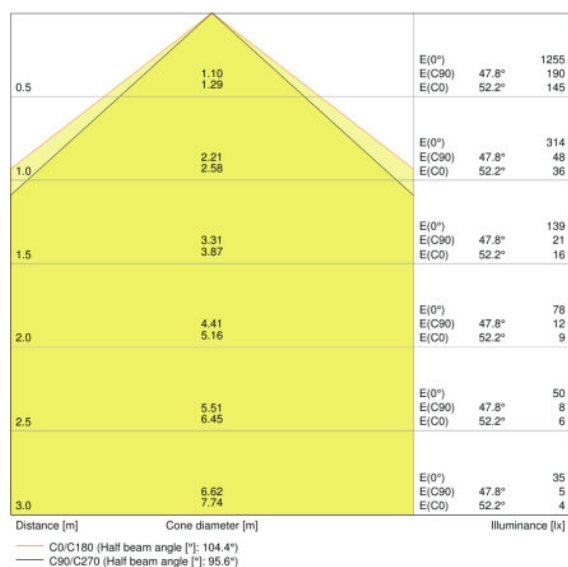 E(0°) 1255
1.10 E(C90) 47.8° 190
0.5 1.29 E(C0) 52.2° 145
E(0°) 314
2.21 E(C90) 47.8° 48
1.0 2.58 E(C0) 52.2° 36
E(0°) 139
3.31 E(C90) 47.8° 21
1.5 3.87 E(C0) 52.2° 16
E(0°) 78
4.41 E(C90) 47.8° 12
2.0 5.16 E(C0) 52.2° 9
E(0°) 50
5.51 E(C90) 47.8° 8
2.5 6.45 E(C0) 52.2° 6
E(0°) 35
6.62 E(C90) 47.8° 5
3.0 7.74 E(C0) 52.2° 4
Distance [m] Cone diameter [m] Illuminance [lx]
C0/C180 (Half beam angle [°]: 104.4°)
C90/C270 (Half beam angle [°]: 95.6°)